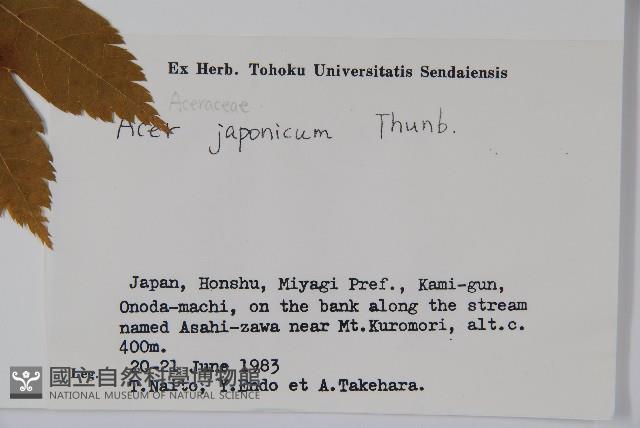 Ex Herb. Tohoku Universitatis Sendaiensis
Aceraceae
Acer japonicum Thunb.
Japan, Honshu, Miyagi Pref., Kami-gun,
Onoda-machi, on the bank along the stream
named Asahi-zawa near Mt.Kuromori, alt.c.
400m.
20-21 June 1983
Leg. T.Naito, Y.Endo et A.Takehara.
國立自然科學博物館
NATIONAL MUSEUM OF NATURAL SCIENCE